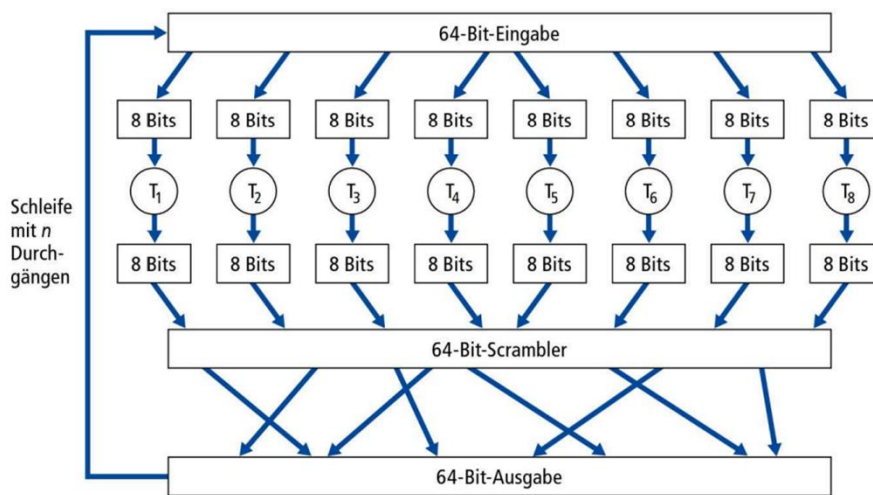 64-Bit-Eingabe
8 Bits 8 Bits 8 Bits 8 Bits 8 Bits 8 Bits 8 Bits 8 Bits
T1 T2 T3 T4 T5 T6 T7 T8
Schleife
mit n
Durch-
gängen
8 Bits 8 Bits 8 Bits 8 Bits 8 Bits 8 Bits 8 Bits 8 Bits
64-Bit-Scrambler
64-Bit-Ausgabe